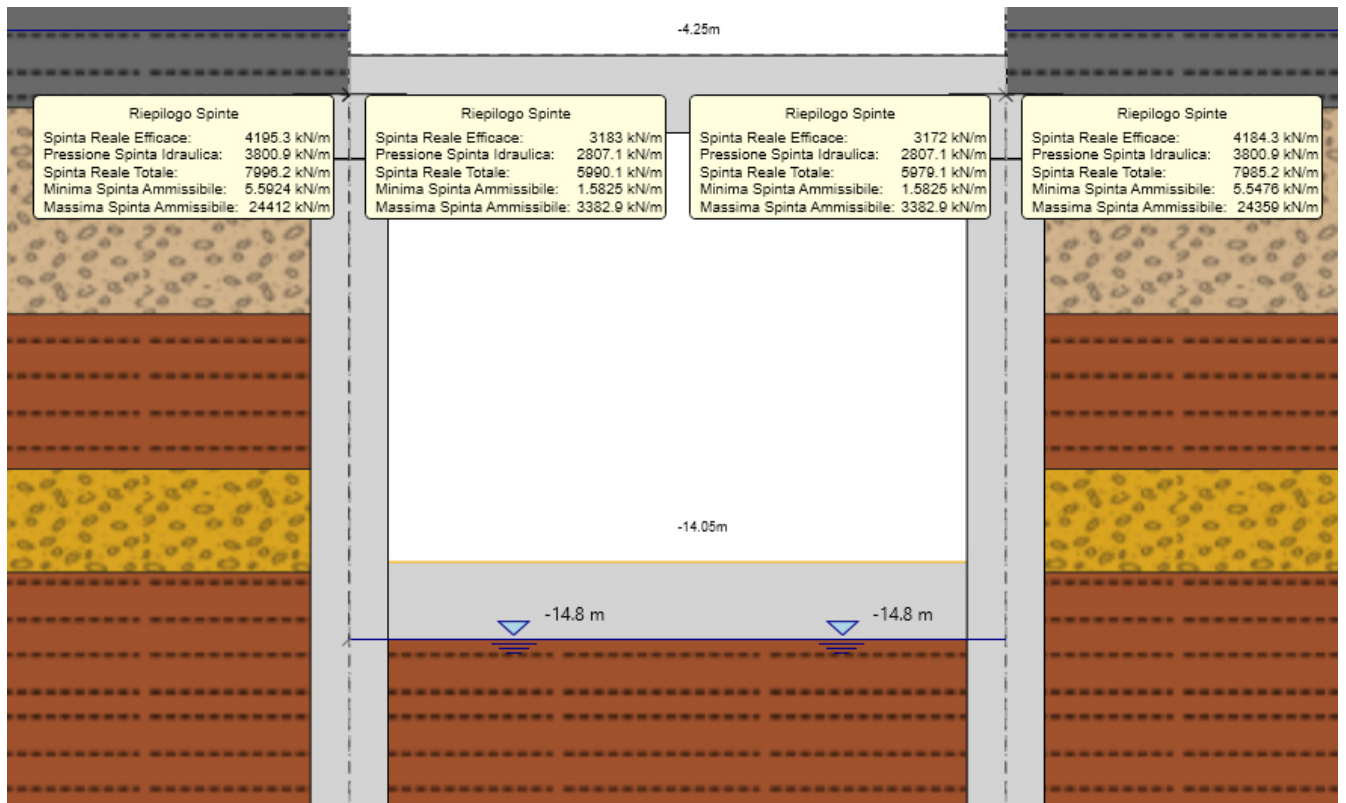 -4.25m
Riepilogo Spinte
Spinta Reale Efficace: 4195.3 kN/m
Pressione Spinta Idraulica: 3800.9 kN/m
Spinta Reale Totale: 7996.2 kN/m
Minima Spinta Ammissibile: 5.5924 kN/m
Massima Spinta Ammissibile: 24412 kN/m
Riepilogo Spinte
Spinta Reale Efficace: 3183 kN/m
Pressione Spinta Idraulica: 2807.1 kN/m
Spinta Reale Totale: 5990.1 kN/m
Minima Spinta Ammissibile: 1.5825 kN/m
Massima Spinta Ammissibile: 3382.9 kN/m
Riepilogo Spinte
Spinta Reale Efficace: 3172 kN/m
Pressione Spinta Idraulica: 2807.1 kN/m
Spinta Reale Totale: 5979.1 kN/m
Minima Spinta Ammissibile: 1.5825 kN/m
Massima Spinta Ammissibile: 3382.9 kN/m
Riepilogo Spinte
Spinta Reale Efficace: 4184.3 kN/m
Pressione Spinta Idraulica: 3800.9 kN/m
Spinta Reale Totale: 7985.2 kN/m
Minima Spinta Ammissibile: 5.5476 kN/m
Massima Spinta Ammissibile: 24359 kN/m
-14.05m
-14.8 m
-14.8 m